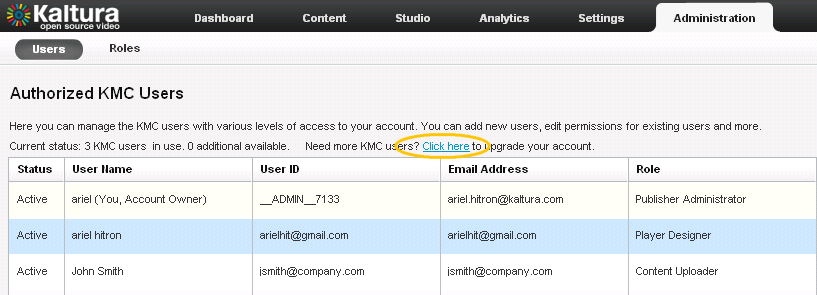 Kaltura
open source video
Dashboard Content Studio Analytics Settings Administration
Users Roles
Authorized KMC Users
Here you can manage the KMC users with various levels of access to your account. You can add new users, edit permissions for existing users and more.
Current status: 3 KMC users in use. 0 additional available. Need more KMC users? Click here to upgrade your account.
Status User Name User ID Email Address Role
Active ariel (You, Account Owner) __ADMIN__7133 ariel.hitron@kaltura.com Publisher Administrator
Active ariel hitron arielhit@gmail.com arielhit@gmail.com Player Designer
Active John Smith jsmith@company.com jsmith@company.com Content Uploader